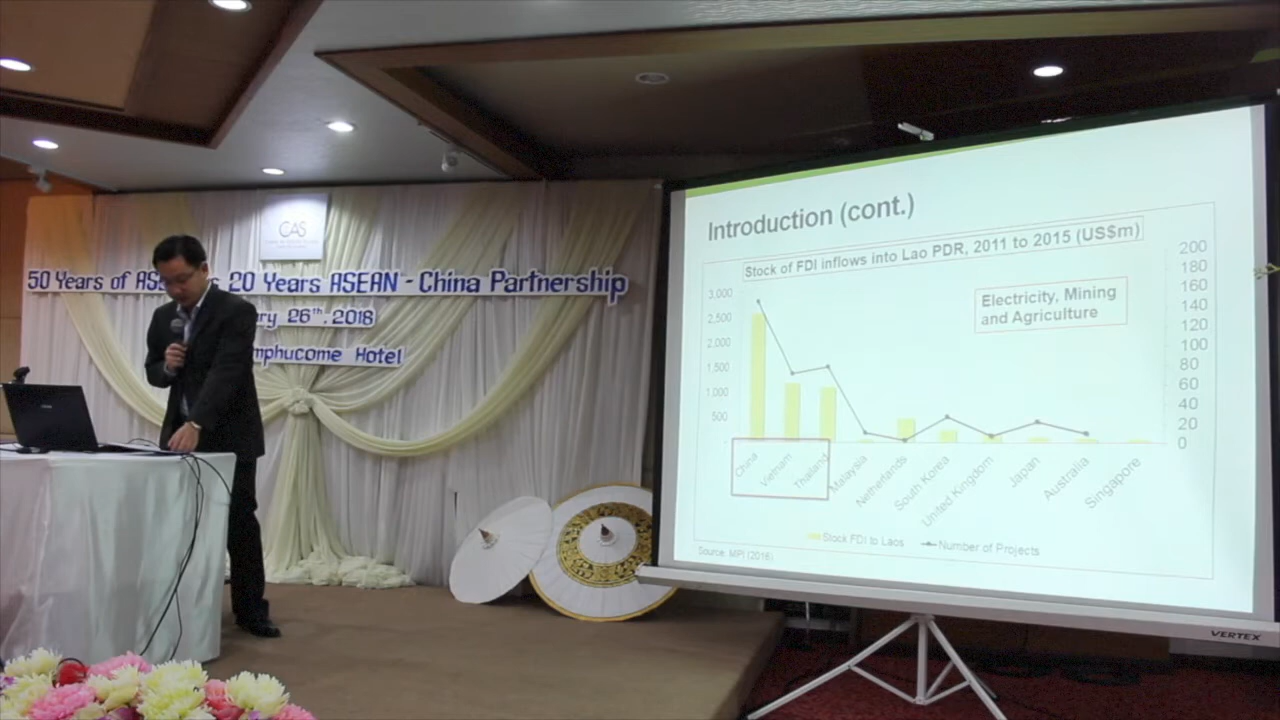 CAS
50 Years of ASE 20 Years ASEAN - China Partnership
ry 26th, 2018
mphucome Hotel
Introduction (cont.)
Stock of FDI inflows into Lao PDR, 2011 to 2015 (US$m)
Electricity, Mining
and Agriculture
3,000
2,500
2,000
1,500
1,000
500
200
180
160
140
120
100
80
60
40
20
0
China
Vietnam
Thailand
Malaysia
Netherlands
South Korea
United Kingdom
Japan
Australia
Singapore
Stock FDI to Laos
Number of Projects
Source: MPI (2016)
VERTEX